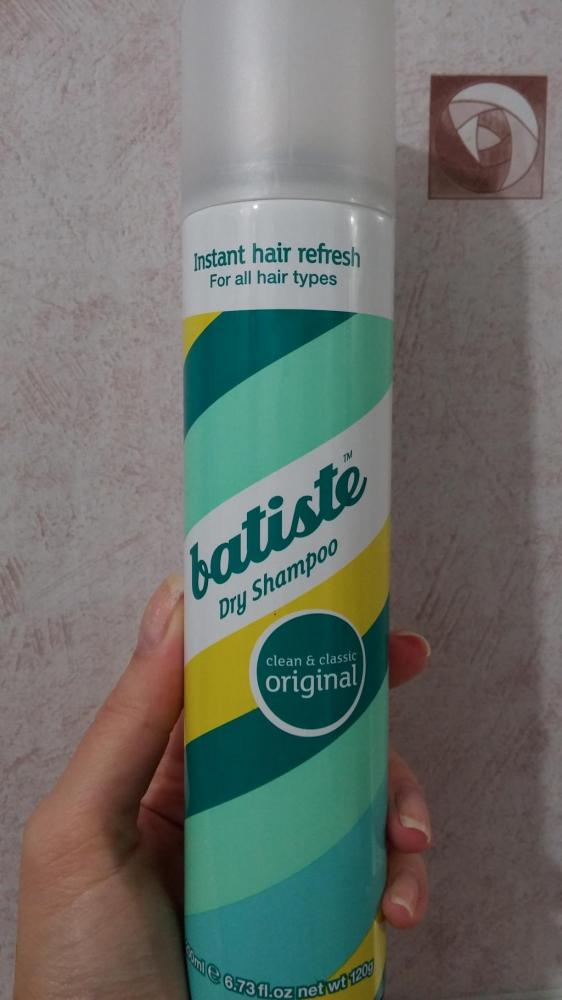 Instant hair refresh
For all hair types
batiste™
Dry Shampoo
clean & classic
original
℮ 6.73 fl.oz net wt 120g